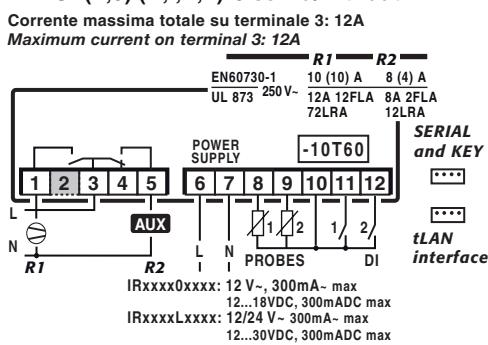 Corrente massima totale su terminale 3: 12A
Maximum current on terminal 3: 12A
R1 R2
EN60730-1 250 V~ 10 (10) A 8 (4) A
UL 873 12A 12FLA 8A 2FLA
72LRA 12LRA
SERIAL
and KEY
POWER
SUPPLY
-10T60
1 2 3 4 5 6 7 8 9 10 11 12
L
AUX
1 2 1 2
N
R1 R2
L N PROBES DI
tLAN
interface
IRxxxx0xxxx: 12 V~, 300mA~ max
12...18VDC, 300mADC max
IRxxxxLxxxx: 12/24 V~ 300mA~ max
12...30VDC, 300mADC max